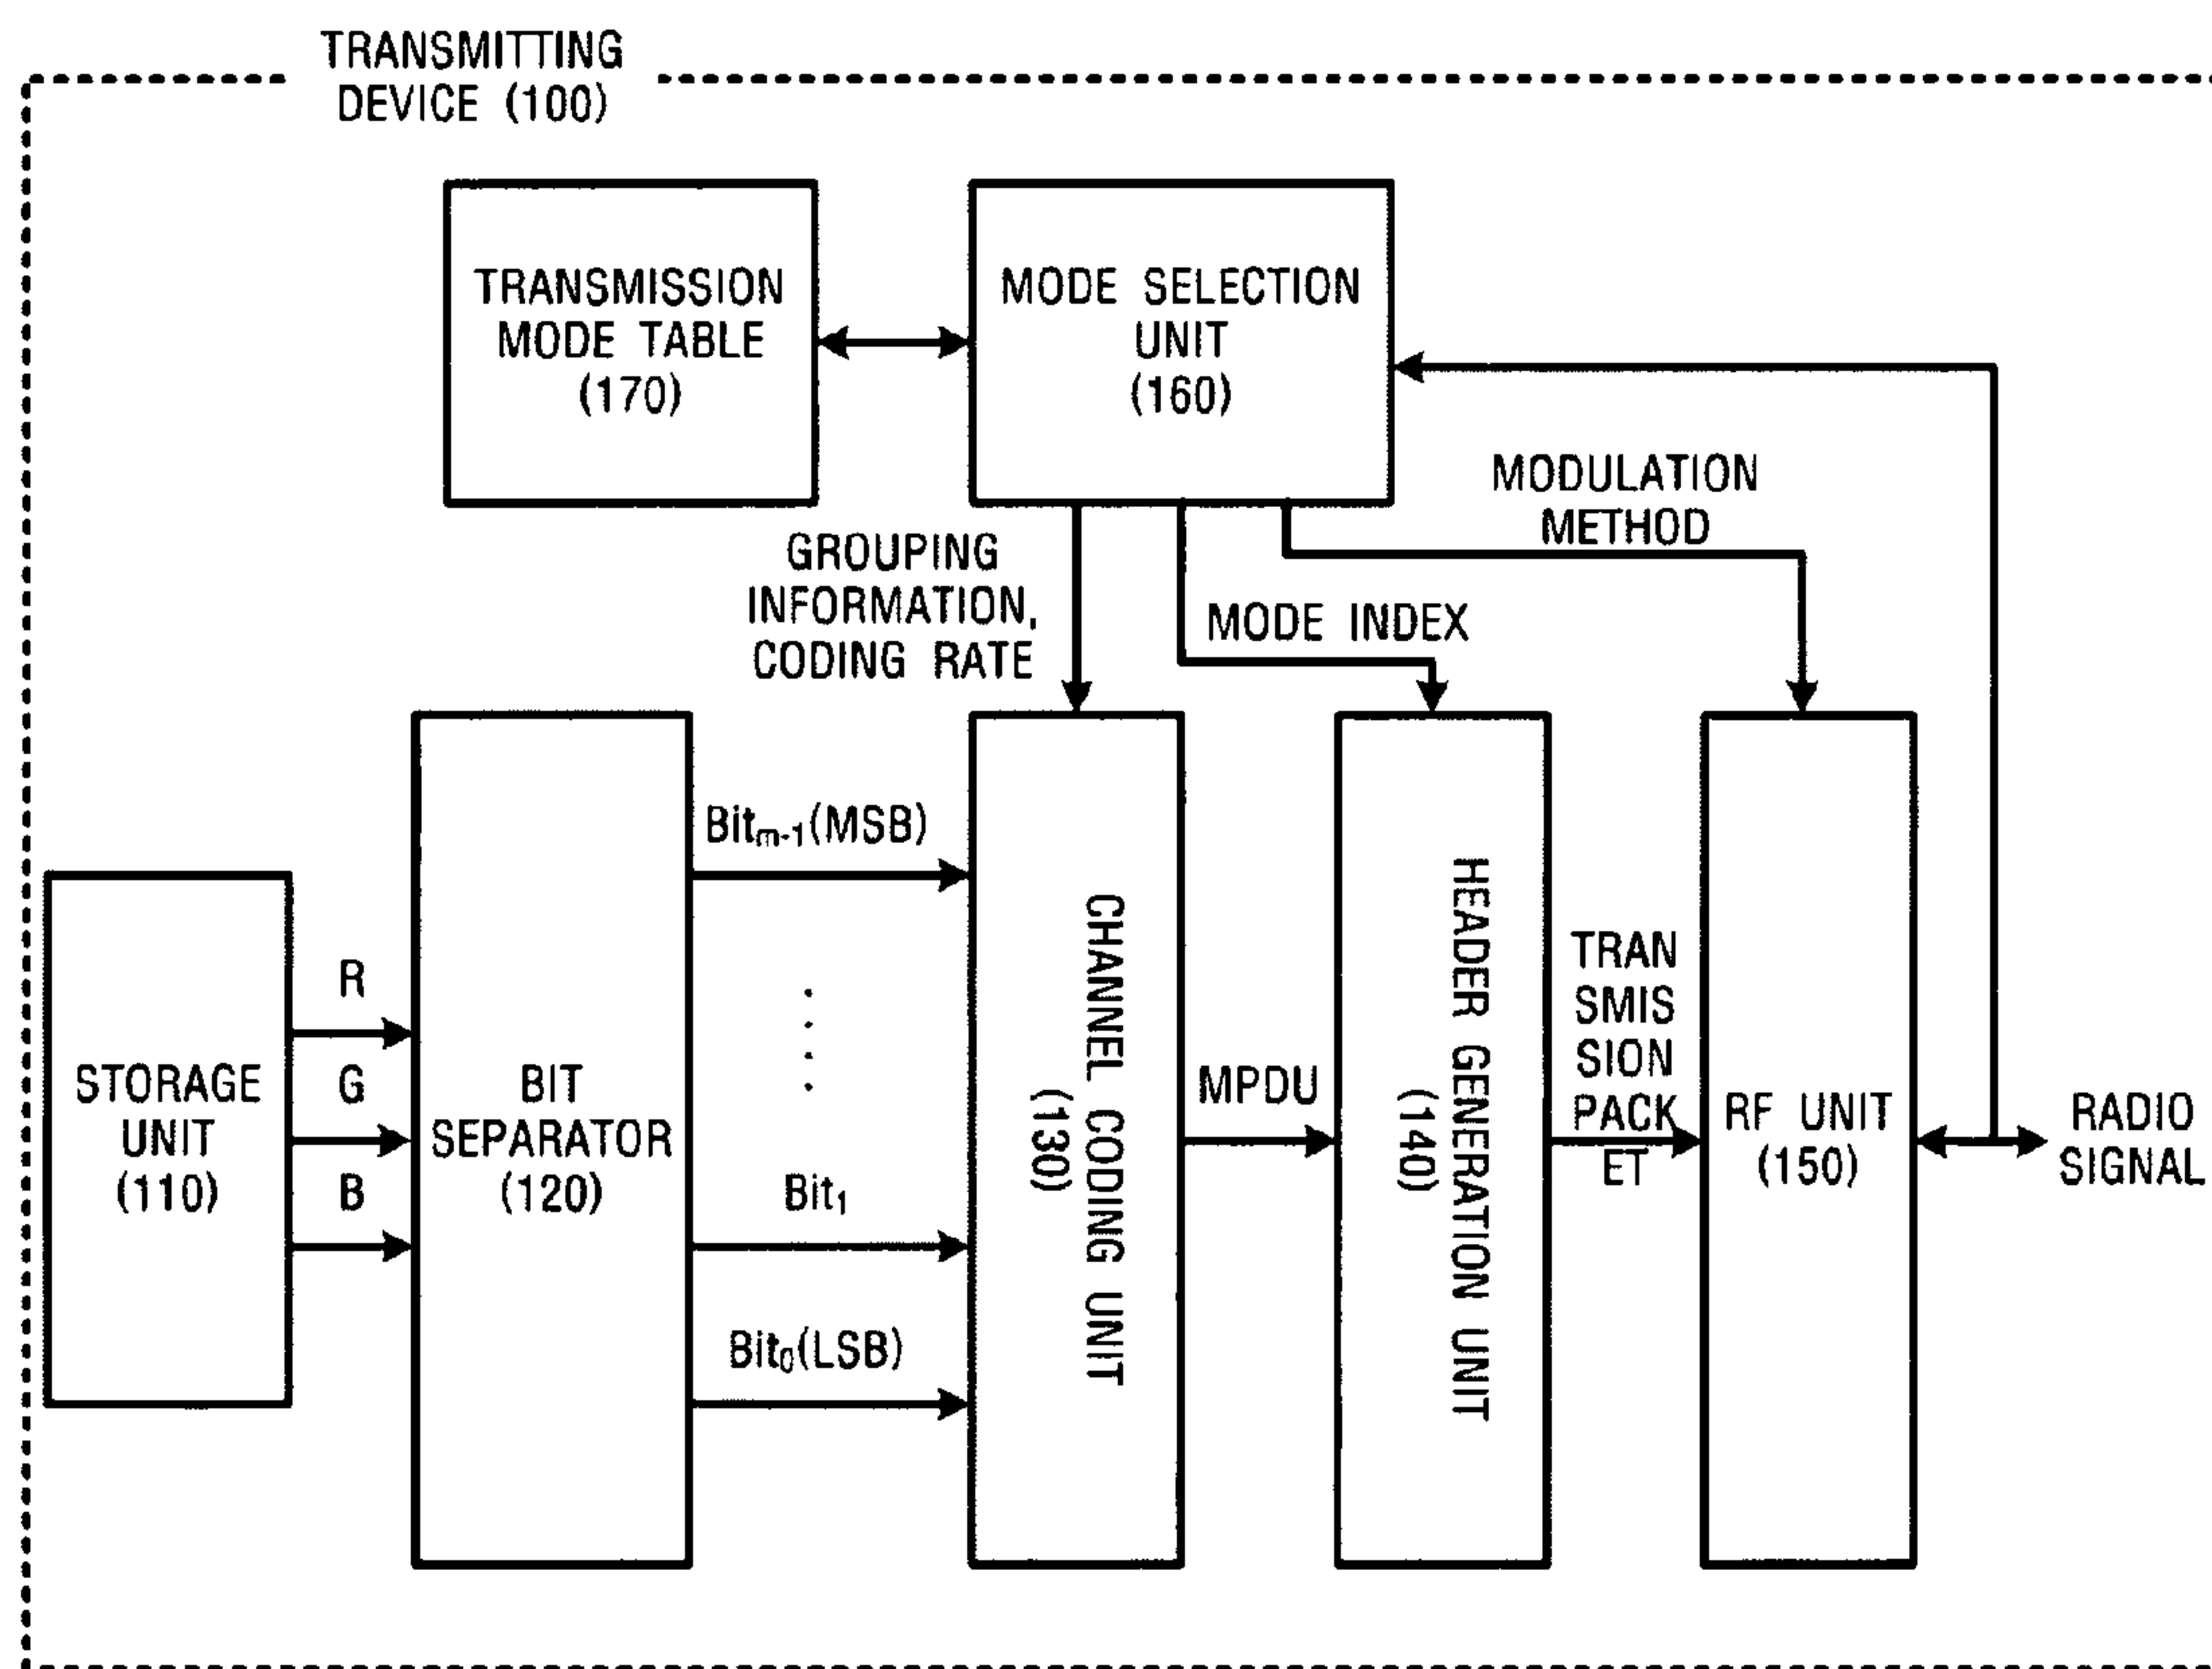 TRANSMITTING
DEVICE (100)
TRANSMISSION
MODE TABLE
(170)
MODE SELECTION
UNIT
(160)
MODULATION
METHOD
GROUPING
INFORMATION,
CODING RATE
MODE INDEX
STORAGE
UNIT
(110)
R
G
B
BIT
SEPARATOR
(120)
Bitm-1(MSB)
Bit1
Bit0(LSB)
CHANNEL CODING UNIT
(130)
MPDU
HEADER GENERATION UNIT
(140)
TRAN
SMIS
SION
PACK
ET
RF UNIT
(150)
RADIO
SIGNAL